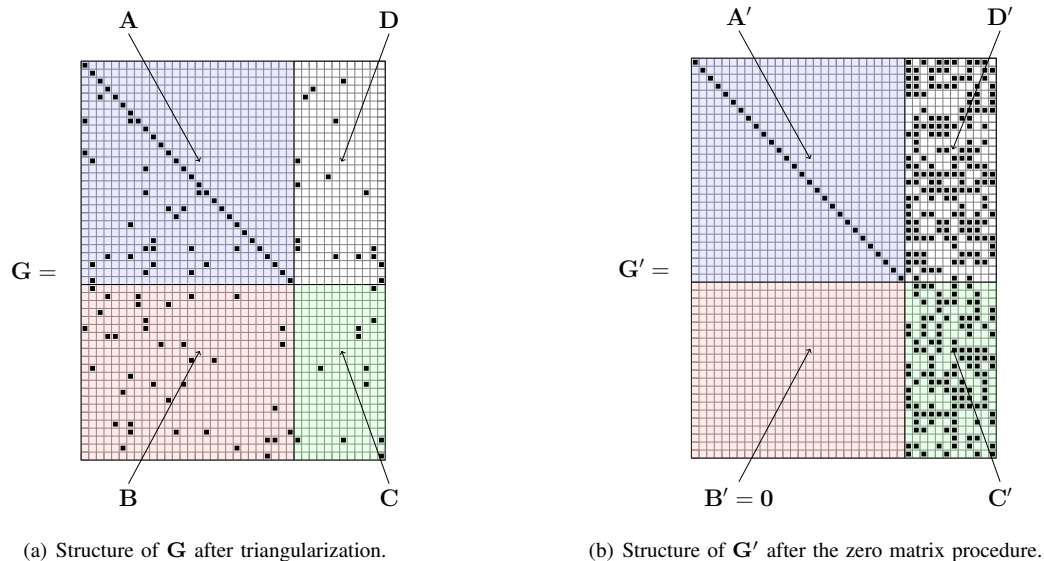 A D
G =
B C
(a) Structure of G after triangularization.
A′ D′
G′ =
B′ = 0 C′
(b) Structure of G′ after the zero matrix procedure.